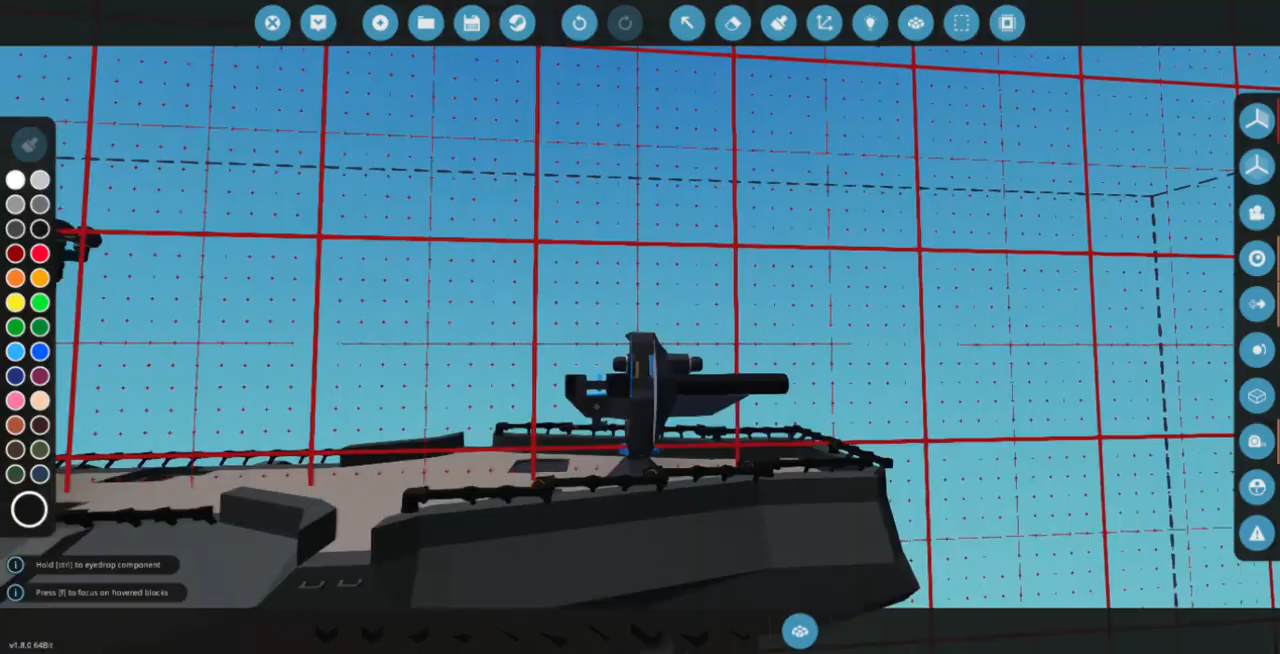 Hold [ctrl] to eyedrop component
Press [f] to focus on hovered blocks
v1.8.0 64Bit